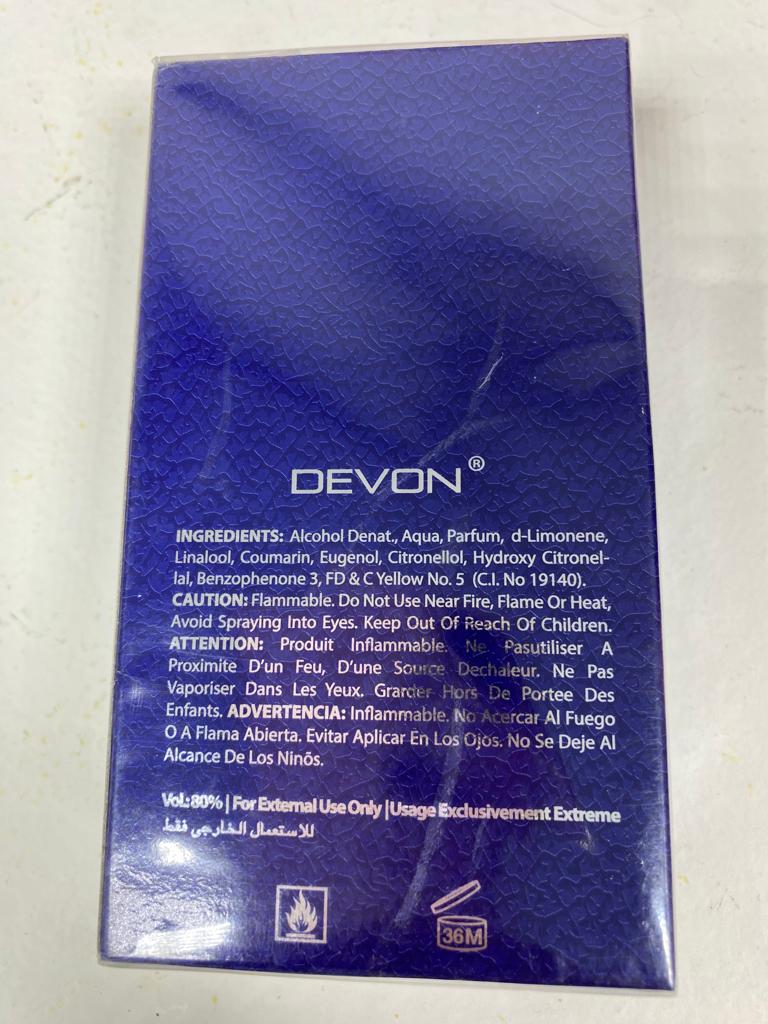 DEVON®
INGREDIENTS: Alcohol Denat., Aqua, Parfum, d-Limonene,
Linalool, Coumarin, Eugenol, Citronellol, Hydroxy Citronel-
lal, Benzophenone 3, FD & C Yellow No. 5 (C.I. No 19140).
CAUTION: Flammable. Do Not Use Near Fire, Flame Or Heat,
Avoid Spraying Into Eyes. Keep Out Of Reach Of Children.
ATTENTION: Produit Inflammable. Ne Pasutiliser A
Proximite D'un Feu, D'une Source Dechaleur. Ne Pas
Vaporiser Dans Les Yeux. Grarder Hors De Portee Des
Enfants. ADVERTENCIA: Inflammable. No Acercar Al Fuego
O A Flama Abierta. Evitar Aplicar En Los Ojos. No Se Deje Al
Alcance De Los Ninõs.
Vol.:80% | For External Use Only |Usage Exclusivement Extreme
للاستعمال الخارجى فقط
36M